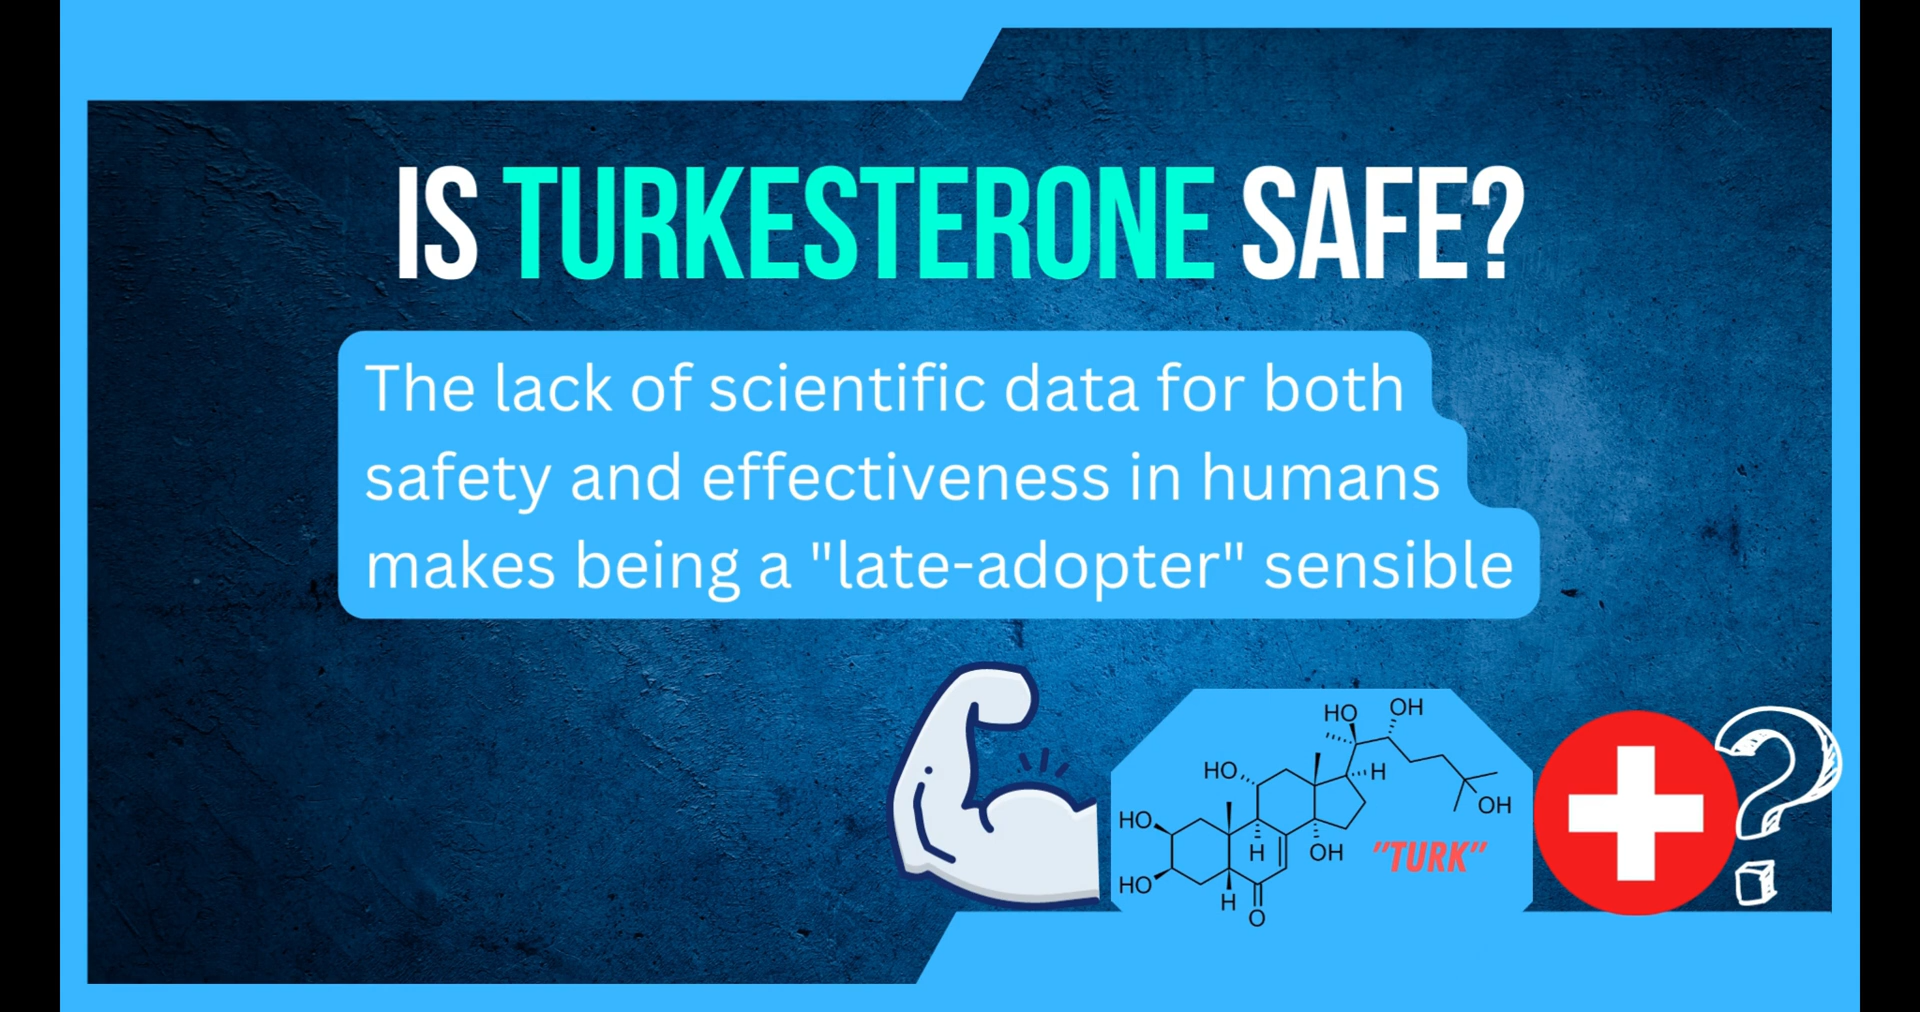 IS TURKESTERONE SAFE?
The lack of scientific data for both
safety and effectiveness in humans
makes being a "late-adopter" sensible
HO OH
HO H
OH
HO
H OH "TURK"
HO
H
O
?